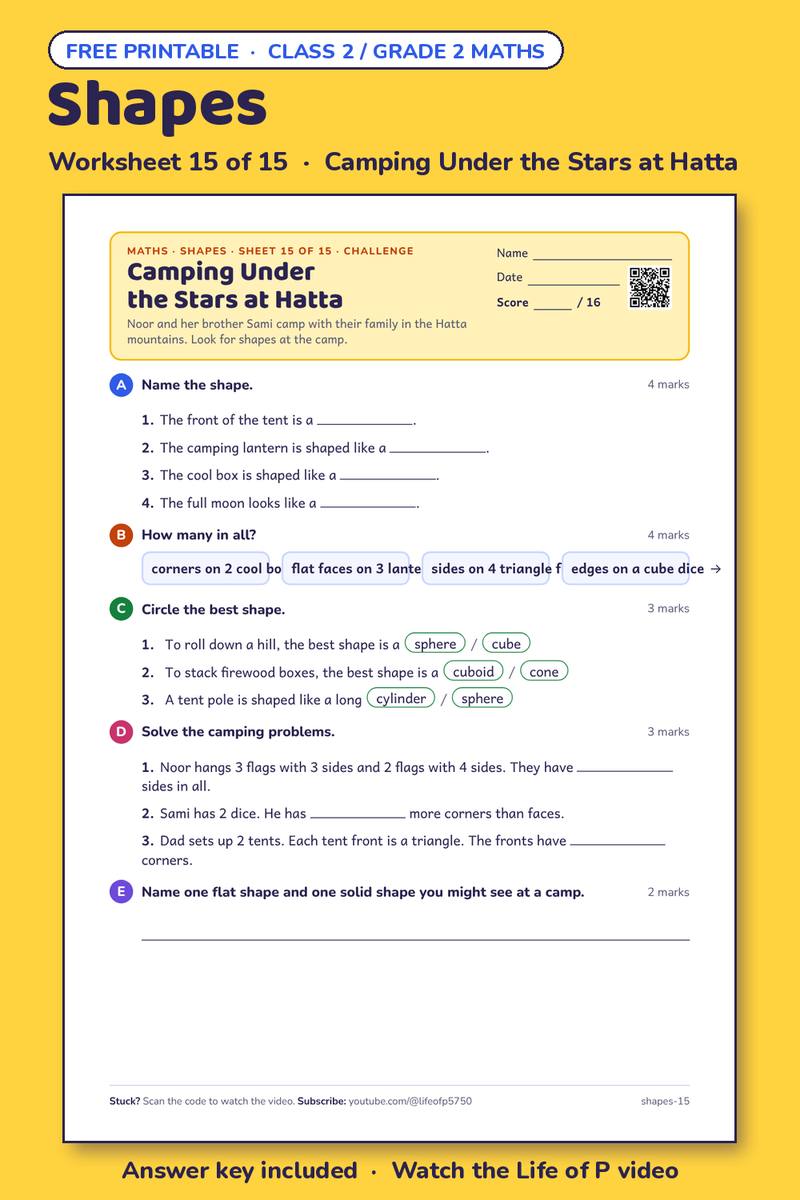 FREE PRINTABLE · CLASS 2 / GRADE 2 MATHS
Shapes
Worksheet 15 of 15 · Camping Under the Stars at Hatta
MATHS · SHAPES · SHEET 15 OF 15 · CHALLENGE
Camping Under
the Stars at Hatta
Noor and her brother Sami camp with their family in the Hatta
mountains. Look for shapes at the camp.
Name
Date
Score / 16
A Name the shape. 4 marks
1. The front of the tent is a .
2. The camping lantern is shaped like a .
3. The cool box is shaped like a .
4. The full moon looks like a .
B How many in all? 4 marks
corners on 2 cool bo flat faces on 3 lante sides on 4 triangle f edges on a cube dice →
C Circle the best shape. 3 marks
1. To roll down a hill, the best shape is a sphere / cube
2. To stack firewood boxes, the best shape is a cuboid / cone
3. A tent pole is shaped like a long cylinder / sphere
D Solve the camping problems. 3 marks
1. Noor hangs 3 flags with 3 sides and 2 flags with 4 sides. They have
sides in all.
2. Sami has 2 dice. He has more corners than faces.
3. Dad sets up 2 tents. Each tent front is a triangle. The fronts have
corners.
E Name one flat shape and one solid shape you might see at a camp. 2 marks
Stuck? Scan the code to watch the video. Subscribe: youtube.com/@lifeofp5750 shapes-15
Answer key included · Watch the Life of P video